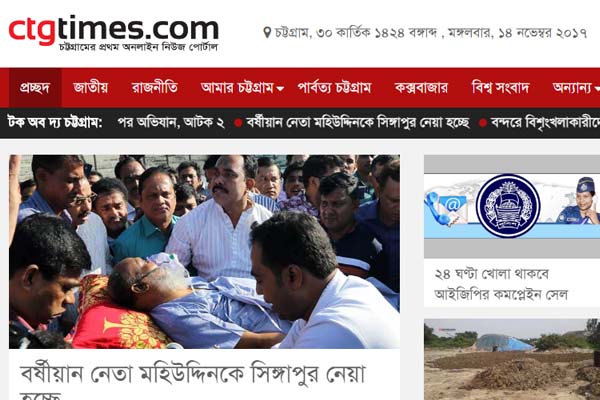 ctgtimes.com
চট্টগ্রামের প্রথম অনলাইন নিউজ পোর্টাল
চট্টগ্রাম, ৩০ কার্তিক ১৪২৪ বঙ্গাব্দ , মঙ্গলবার, ১৪ নভেম্বর ২০১৭
প্রচ্ছদ জাতীয় রাজনীতি আমার চট্টগ্রাম পার্বত্য চট্টগ্রাম কক্সবাজার বিশ্ব সংবাদ অন্যান্য
টক অব দ্য চট্টগ্রাম: পর অভিযান, আটক ২ ● বর্ষীয়ান নেতা মহিউদ্দিনকে সিঙ্গাপুর নেয়া হচ্ছে ● বন্দরে বিশৃংখলাকারীদে
২৪ ঘণ্টা খোলা থাকবে
আইজিপির কমপ্লেইন সেল
বর্ষীয়ান নেতা মহিউদ্দিনকে সিঙ্গাপুর নেয়া
হচ্ছে